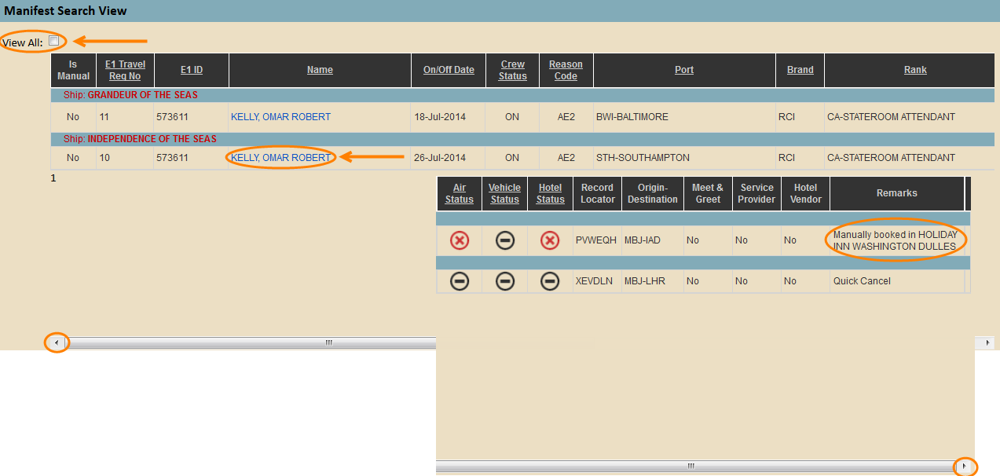 Manifest Search View
View All:
Is Manual E1 Travel Req No E1 ID Name On/Off Date Crew Status Reason Code Port Brand Rank
Ship: GRANDEUR OF THE SEAS
No 11 573611 KELLY, OMAR ROBERT 18-Jul-2014 ON AE2 BWI-BALTIMORE RCI CA-STATEROOM ATTENDANT
Ship: INDEPENDENCE OF THE SEAS
No 10 573611 KELLY, OMAR ROBERT 26-Jul-2014 ON AE2 STH-SOUTHAMPTON RCI CA-STATEROOM ATTENDANT
1
Air Status Vehicle Status Hotel Status Record Locator Origin-Destination Meet & Greet Service Provider Hotel Vendor Remarks
PVWEQH MBJ-IAD No No No Manually booked in HOLIDAY
INN WASHINGTON DULLES
XEVDLN MBJ-LHR No No No Quick Cancel